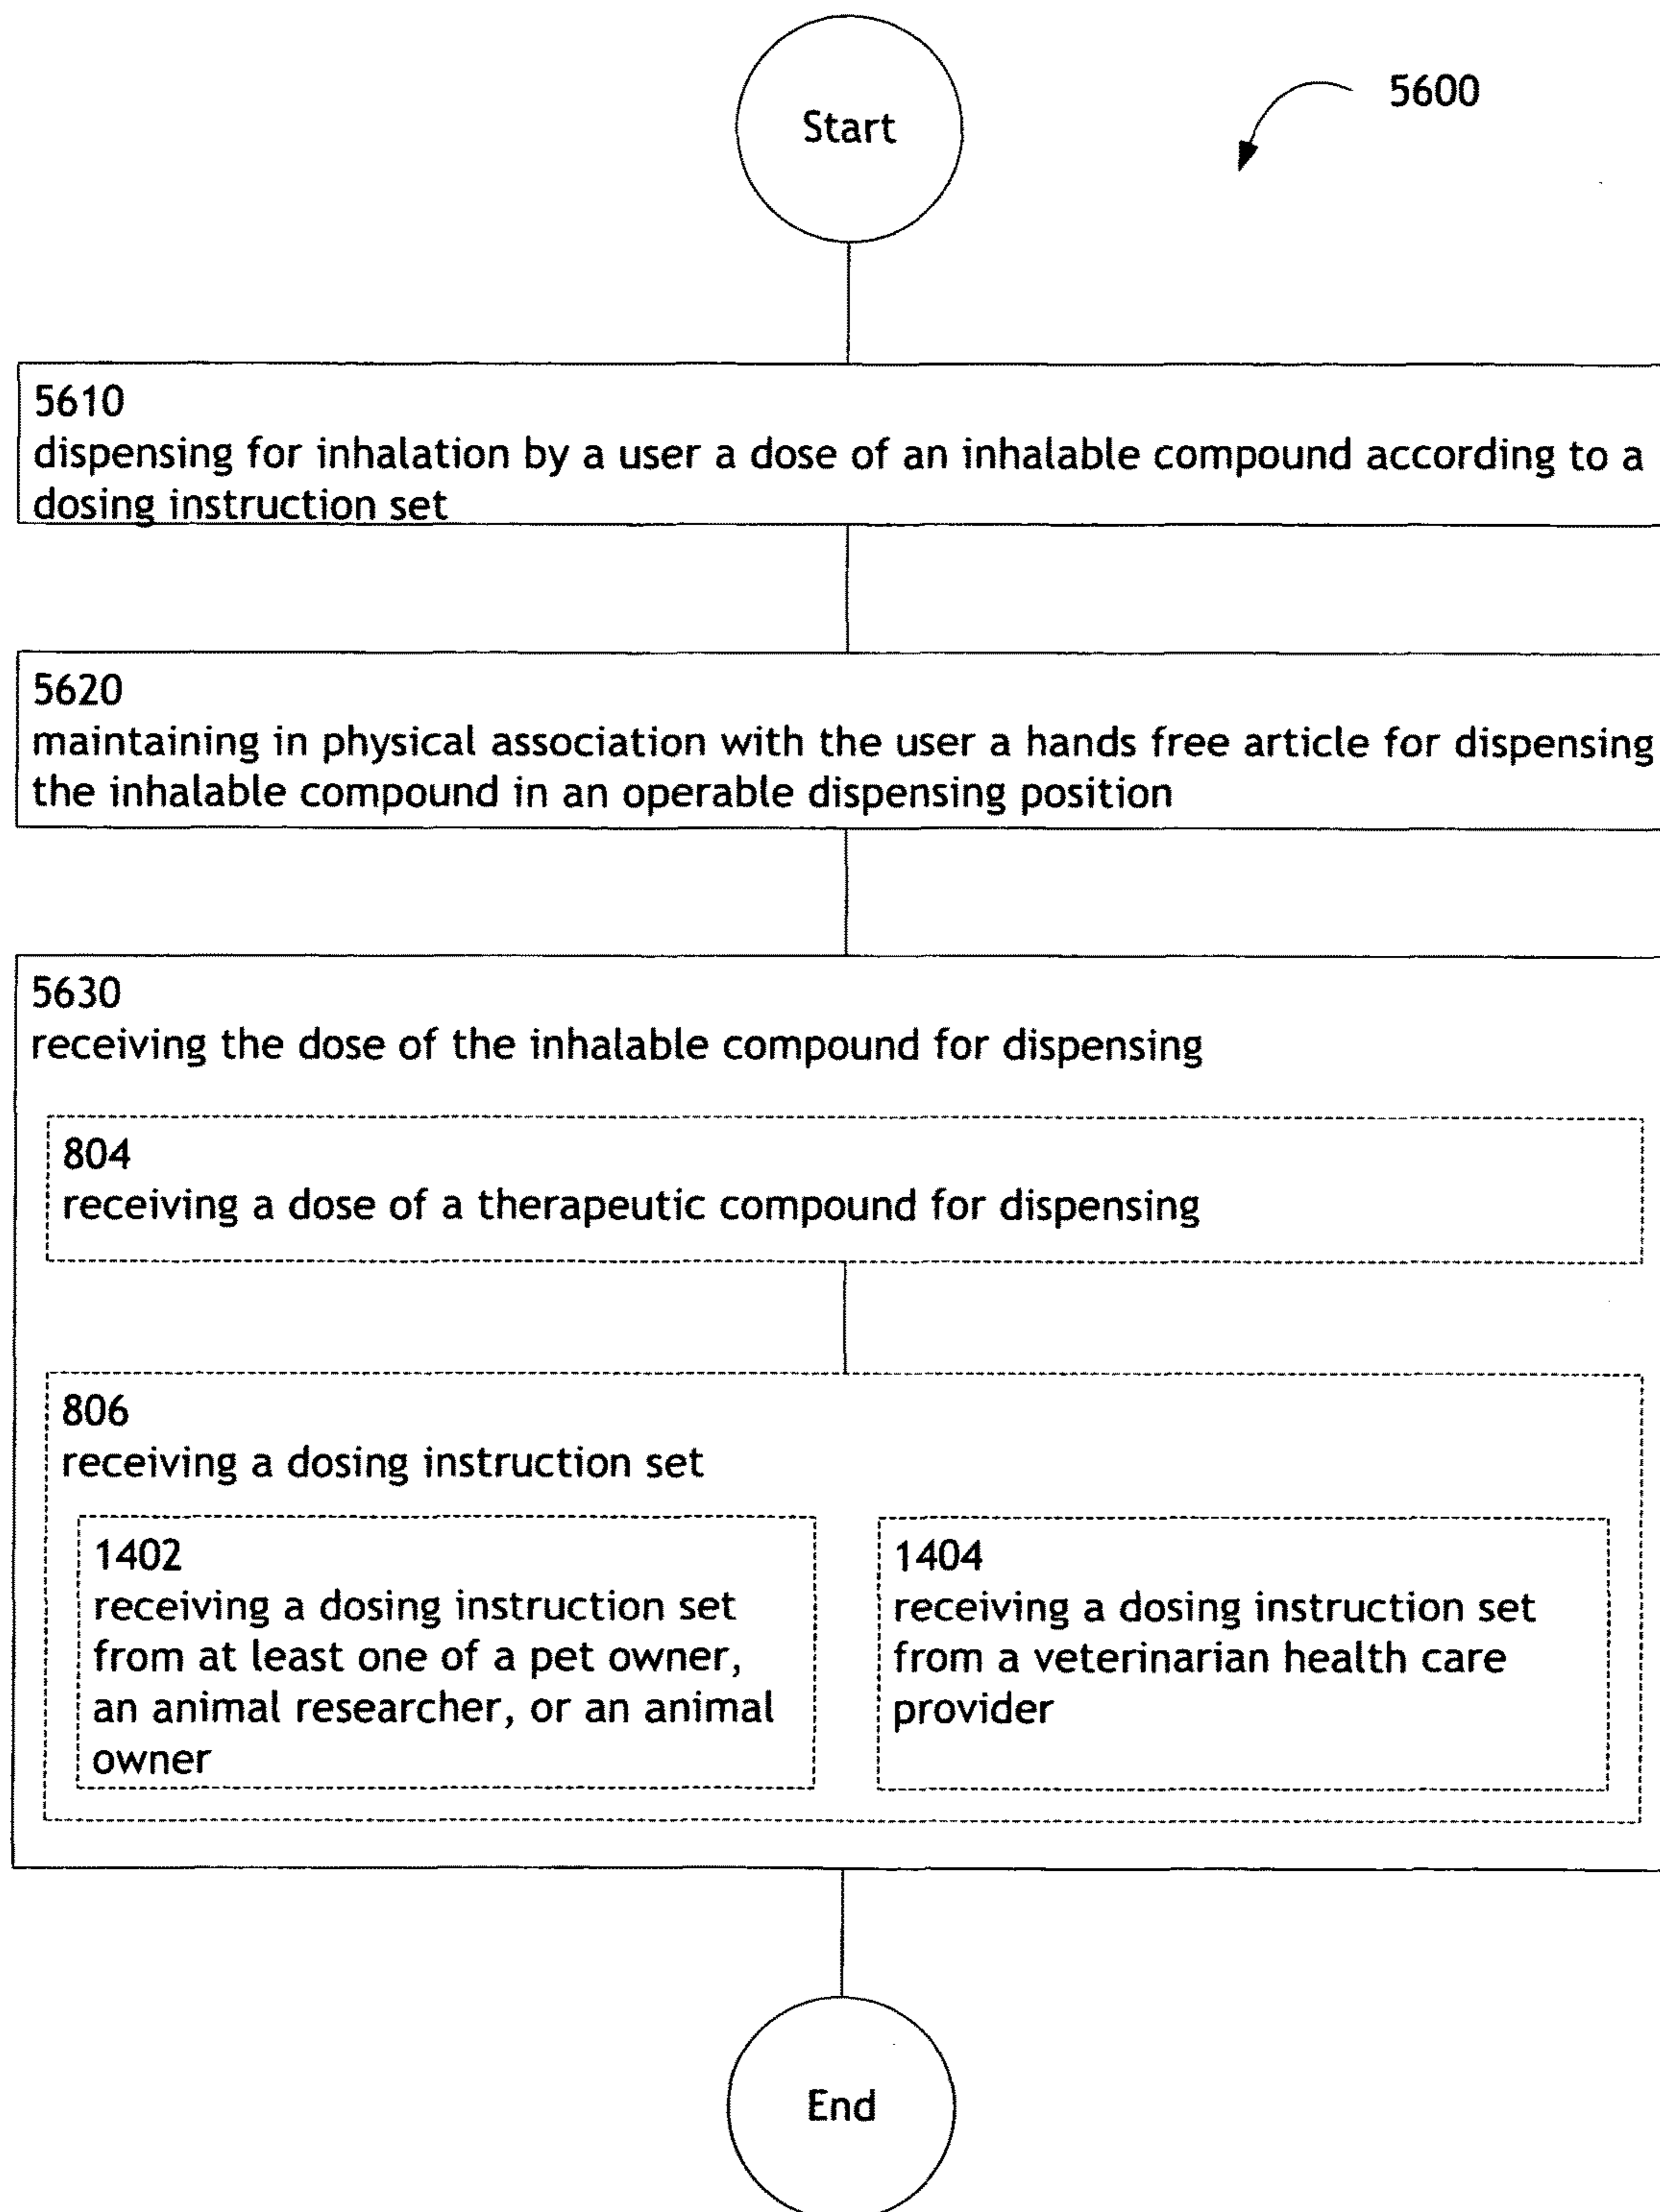 Start
5600
5610
dispensing for inhalation by a user a dose of an inhalable compound according to a
dosing instruction set
5620
maintaining in physical association with the user a hands free article for dispensing
the inhalable compound in an operable dispensing position
5630
receiving the dose of the inhalable compound for dispensing
804
receiving a dose of a therapeutic compound for dispensing
806
receiving a dosing instruction set
1402
receiving a dosing instruction set
from at least one of a pet owner,
an animal researcher, or an animal
owner
1404
receiving a dosing instruction set
from a veterinarian health care
provider
End